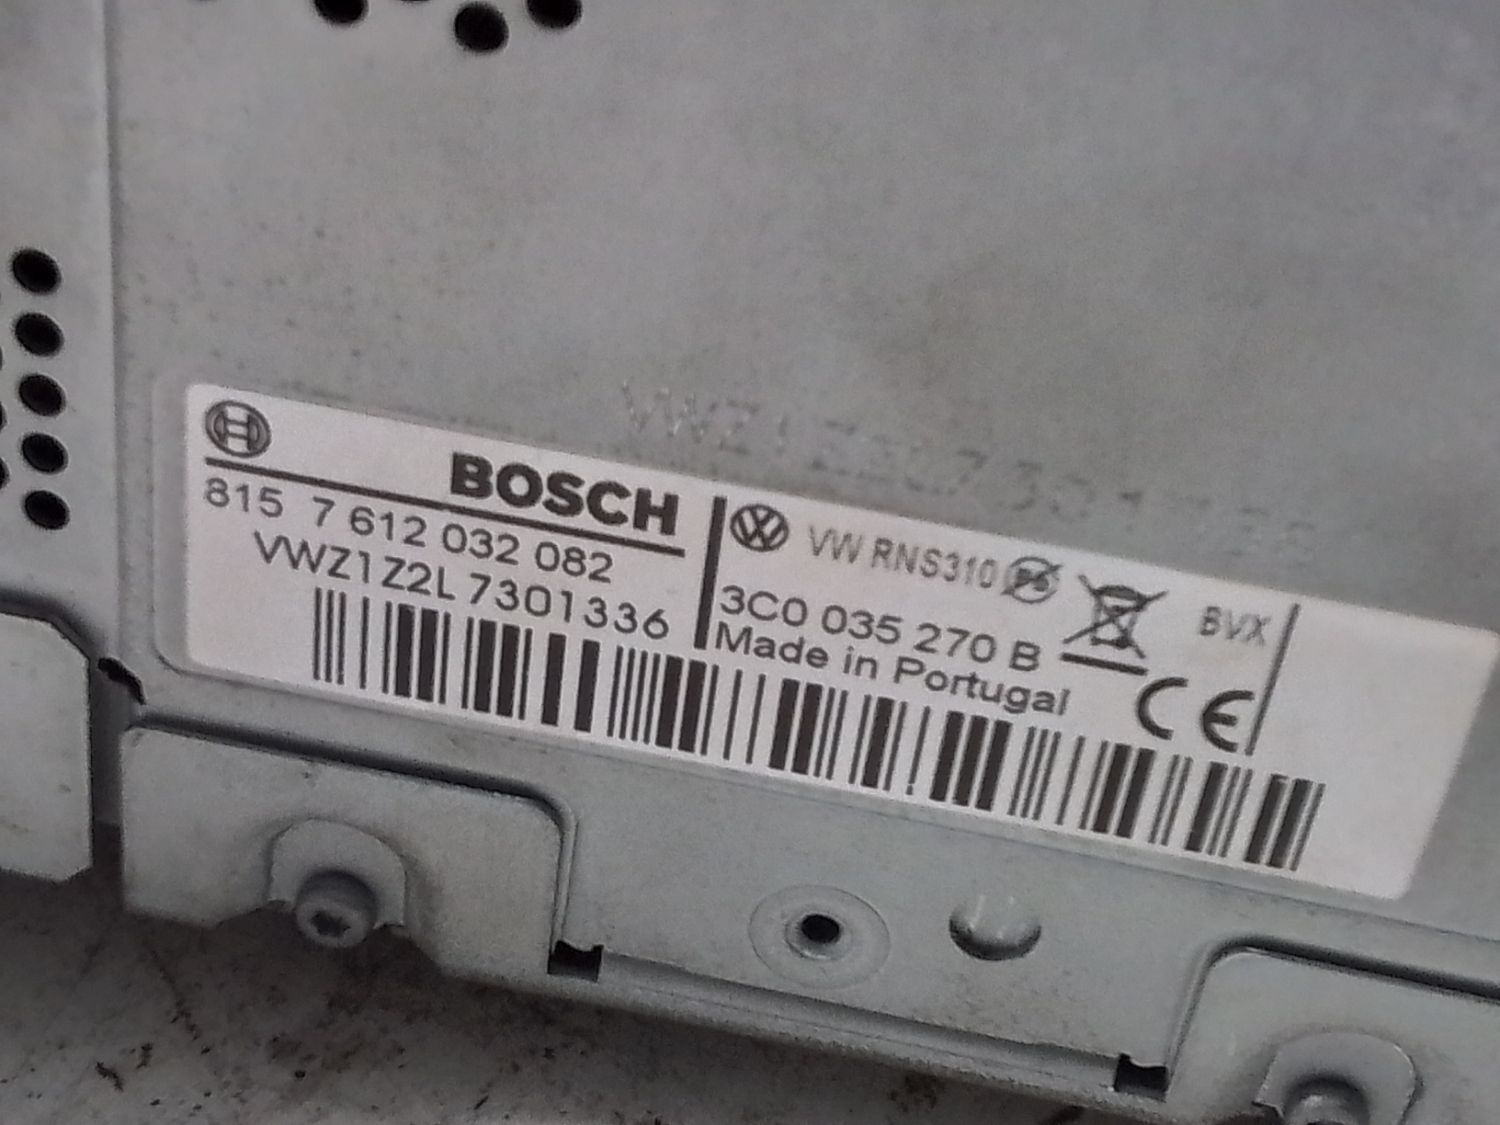 BOSCH
815 7 612 032 082
VWZ1Z2L7301336
VW RNS310
3C0 035 270 B
Made in Portugal
BVX
CE